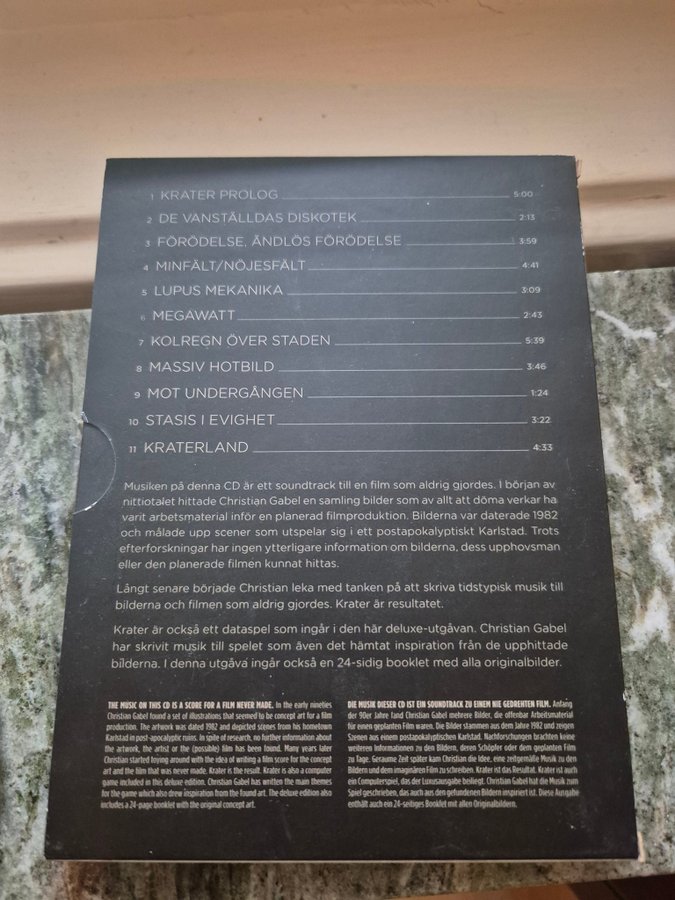 1 KRATER PROLOG 5:00
2 DE VANSTÄLLDAS DISKOTEK 2:13
3 FÖRÖDELSE, ÄNDLÖS FÖRÖDELSE 3:59
4 MINFÄLT/NÖJESFÄLT 4:41
5 LUPUS MEKANIKA 3:09
6 MEGAWATT 2:43
7 KOLREGN ÖVER STADEN 5:39
8 MASSIV HOTBILD 3:46
9 MOT UNDERGÅNGEN 1:24
10 STASIS I EVIGHET 3:22
11 KRATERLAND 4:33
Musiken på denna CD är ett soundtrack till en film som aldrig gjordes. I början av
nittiotalet hittade Christian Gabel en samling bilder som av allt att döma verkar ha
varit arbetsmaterial inför en planerad filmproduktion. Bilderna var daterade 1982
och målade upp scener som utspelar sig i ett postapokalyptiskt Karlstad. Trots
efterforskningar har ingen ytterligare information om bilderna, dess upphovsman
eller den planerade filmen kunnat hittas.
Långt senare började Christian leka med tanken på att skriva tidstypisk musik till
bilderna och filmen som aldrig gjordes. Krater är resultatet.
Krater är också ett dataspel som ingår i den här deluxe-utgåvan. Christian Gabel
har skrivit musik till spelet som även det hämtat inspiration från de upphittade
bilderna. I denna utgåva ingår också en 24-sidig booklet med alla originalbilder.
THE MUSIC ON THIS CD IS A SCORE FOR A FILM NEVER MADE. In the early nineties
Christian Gabel found a set of illustrations that seemed to be concept art for a film
production. The artwork was dated 1982 and depicted scenes from his hometown
Karlstad in post-apocalyptic ruins. In spite of research, no further information about
the artwork, the artist or the (possible) film has been found. Many years later
Christian started toying around with the idea of writing a film score for the concept
art and the film that was never made. Krater is the result. Krater is also a computer
game included in this deluxe edition. Christian Gabel has written the main themes
for the game which also drew inspiration from the found art. The deluxe edition also
includes a 24-page booklet with the original concept art.
DIE MUSIK DIESER CD IST EIN SOUNDTRACK ZU EINEM NIE GEDREHTEN FILM. Anfang
der 90er Jahre fand Christian Gabel mehrere Bilder, die offenbar Arbeitsmaterial
für einen geplanten Film waren. Die Bilder stammen aus dem Jahre 1982 und zeigen
Szenen aus einem postapokalyptischen Karlstad. Nachforschungen brachten keine
weiteren Informationen zu den Bildern, deren Schöpfer oder dem geplanten Film
zu Tage. Geraume Zeit später kam Christian die Idee, eine zeitgemäße Musik zu den
Bildern und dem imaginären Film zu schreiben. Krater ist das Resultat. Krater ist auch
ein Computerspiel, das der Luxusausgabe beiliegt. Christian Gabel hat die Musik zum
Spiel geschrieben, das auch aus den gefundenen Bildern inspiriert ist. Diese Ausgabe
enthält auch ein 24-seitiges Booklet mit allen Originalbildern.